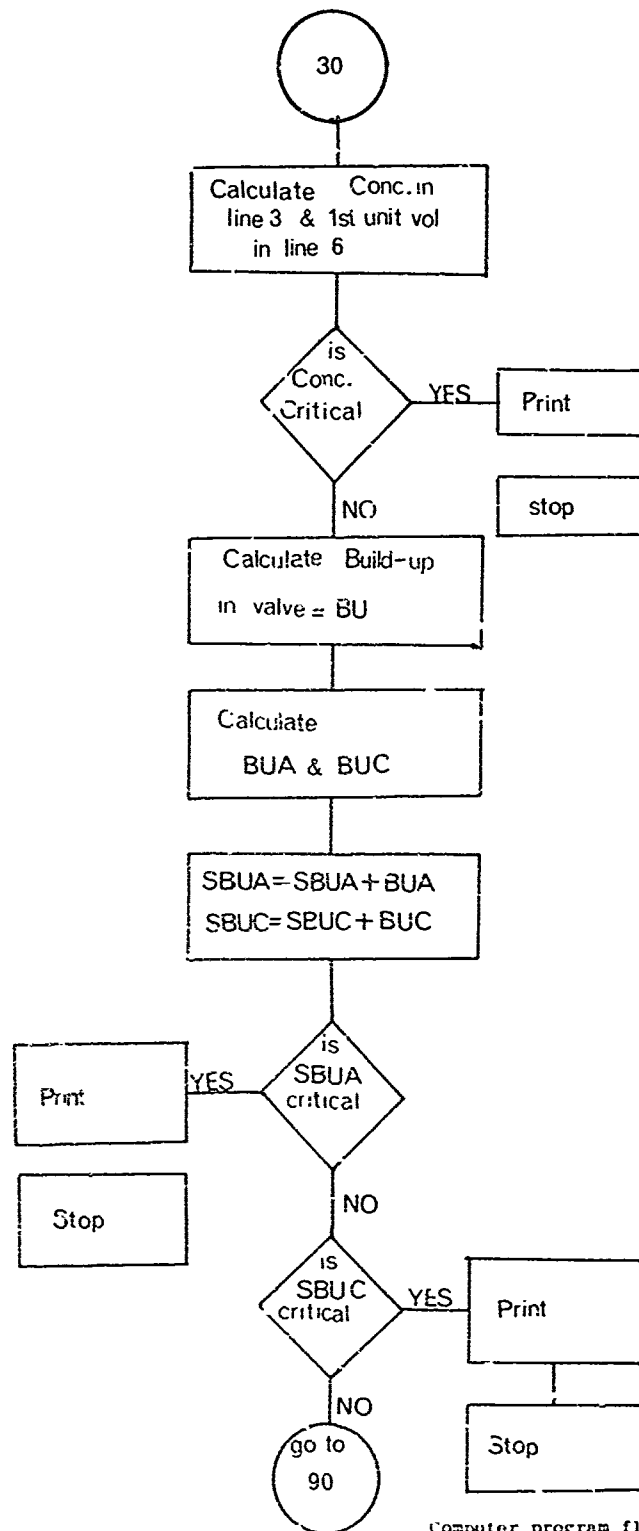 30
Calculate Conc. in
line 3 & 1st unit vol
in line 6
is
Conc.
Critical
YES
Print
stop
NO
Calculate Build-up
in valve = BU
Calculate
BUA & BUC
SBUA = SBUA + BUA
SBUC = SBUC + BUC
is
SBUA
critical
YES
Print
Stop
NO
is
SBUC
critical
YES
Print
Stop
NO
go to
90
Computer program